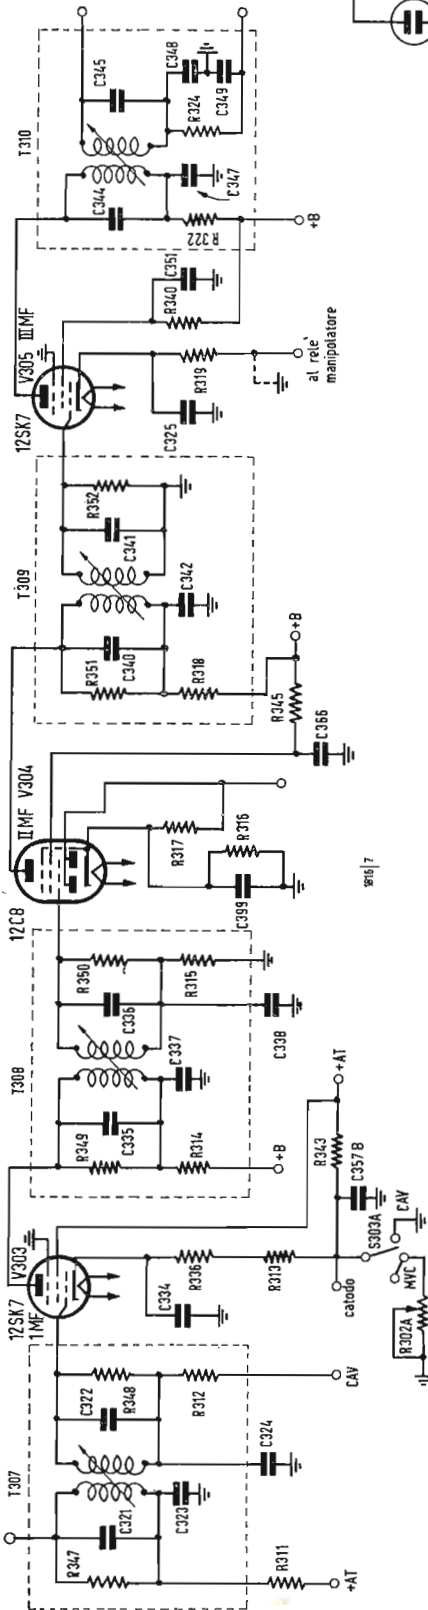 T307
R347
C321
C323
R311
+AT
C322
R348
R312
CAV
C324
12SK7 V303
1 MF
C334
R336
R313
catodo
R343
+AT
C357 B
S303A
CAV
MVC
R302A
T308
R349
C335
R314
+B
C337
C336
R350
R315
C338
12C8 II MF V304
R317
R316
C399
1816/7
R345
+B
C366
T309
R351
C340
R318
C342
C341
R352
12SK7 V305 III MF
C325
R319
al relè
manipolatore
R340
C351
T310
C344
R322
+B
C347
C345
R324
C348
C349